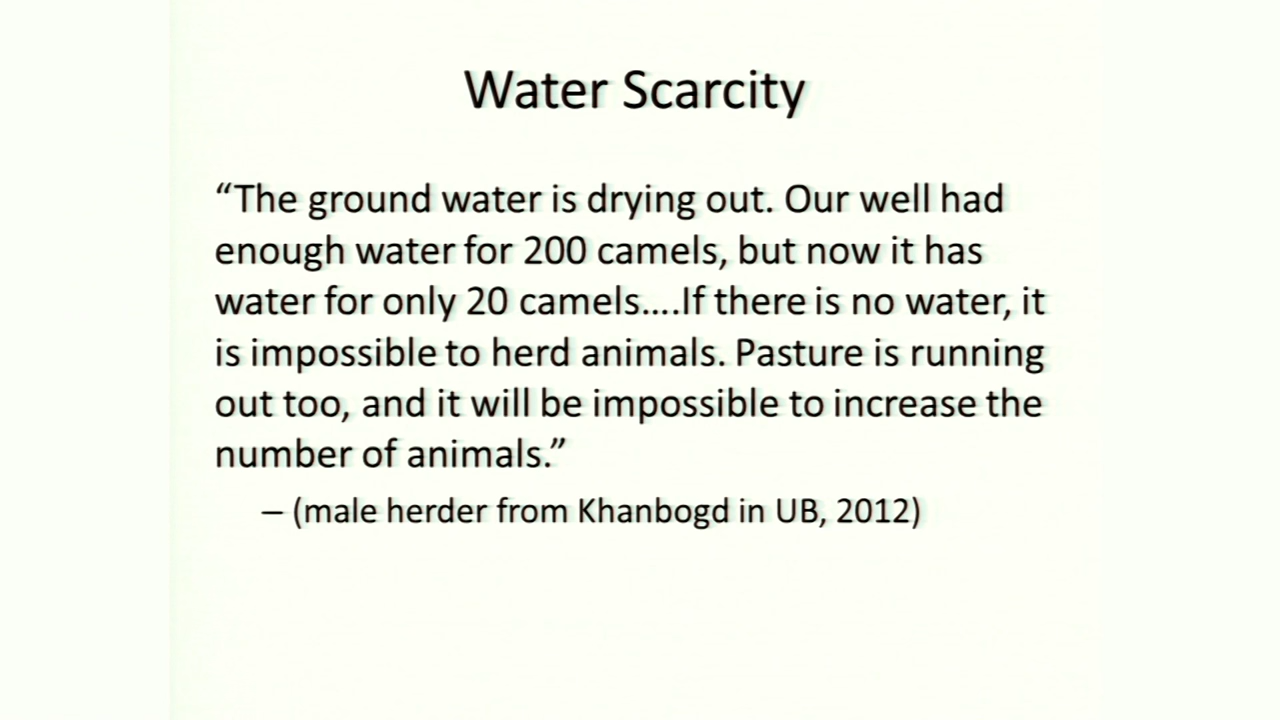 Water Scarcity
“The ground water is drying out. Our well had
enough water for 200 camels, but now it has
water for only 20 camels….If there is no water, it
is impossible to herd animals. Pasture is running
out too, and it will be impossible to increase the
number of animals.”
– (male herder from Khanbogd in UB, 2012)